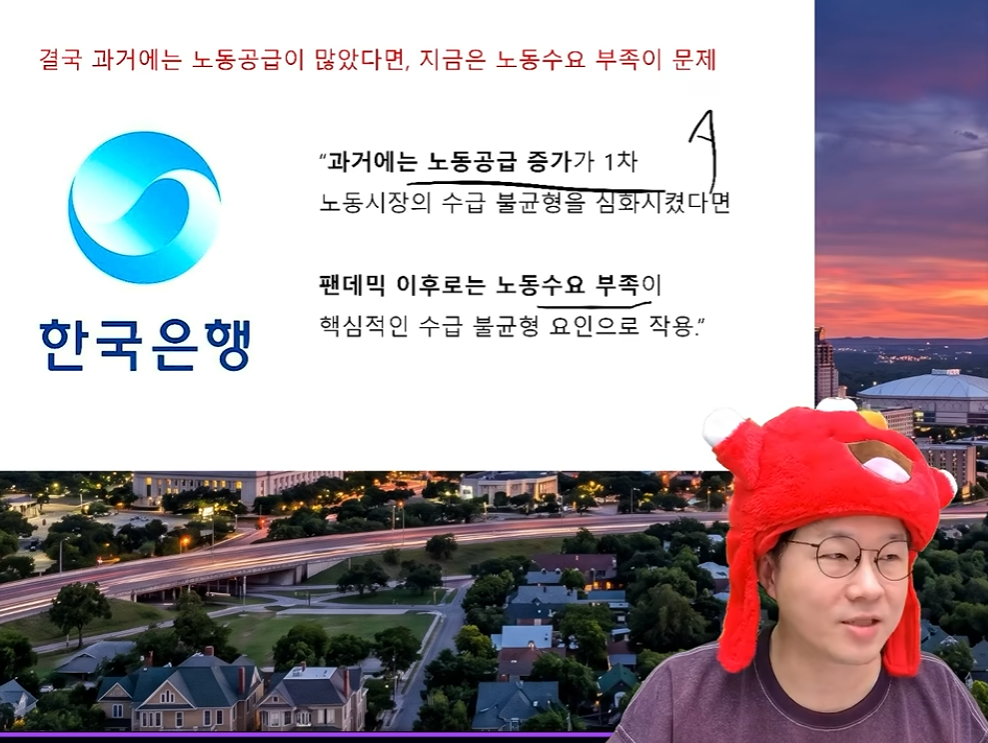 결국 과거에는 노동공급이 많았다면, 지금은 노동수요 부족이 문제
"과거에는 노동공급 증가가 1차
노동시장의 수급 불균형을 심화시켰다면
팬데믹 이후로는 노동수요 부족이
핵심적인 수급 불균형 요인으로 작용."
한국은행